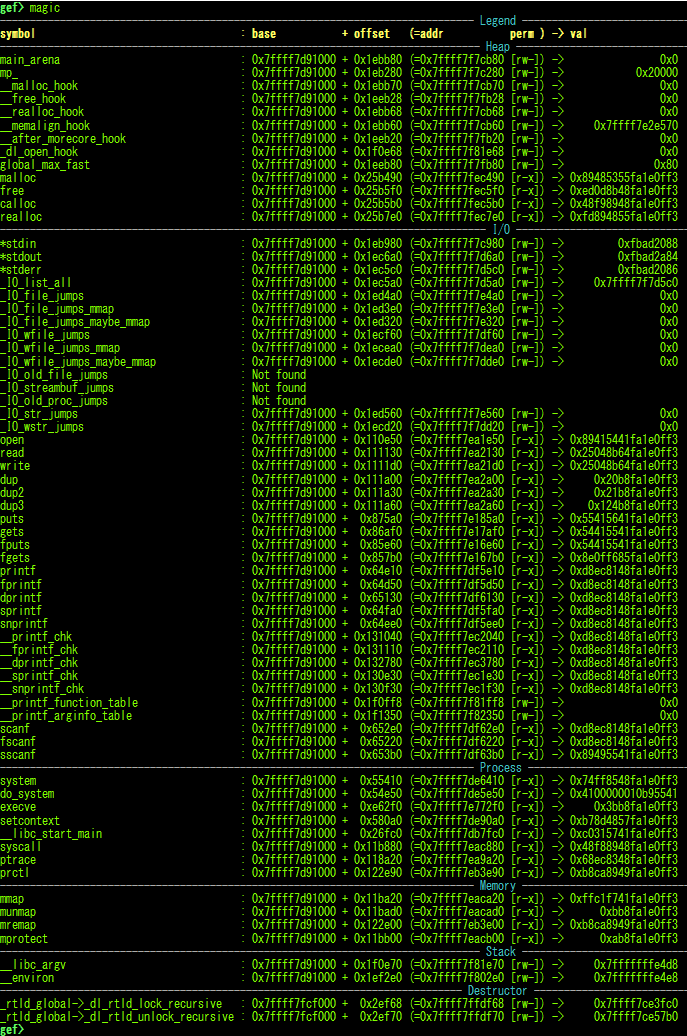 gef> magic
Legend
symbol : base + offset (=addr perm ) -> val
Heap
main_arena : 0x7ffff7d91000 + 0x1ebb80 (=0x7ffff7f7cb80 [rw-]) -> 0x0
mp_ : 0x7ffff7d91000 + 0x1eb280 (=0x7ffff7f7c280 [rw-]) -> 0x20000
__malloc_hook : 0x7ffff7d91000 + 0x1ebb70 (=0x7ffff7f7cb70 [rw-]) -> 0x0
__free_hook : 0x7ffff7d91000 + 0x1eeb28 (=0x7ffff7f7fb28 [rw-]) -> 0x0
__realloc_hook : 0x7ffff7d91000 + 0x1ebb68 (=0x7ffff7f7cb68 [rw-]) -> 0x0
__memalign_hook : 0x7ffff7d91000 + 0x1ebb60 (=0x7ffff7f7cb60 [rw-]) -> 0x7ffff7e2e570
__after_morecore_hook : 0x7ffff7d91000 + 0x1eeb20 (=0x7ffff7f7fb20 [rw-]) -> 0x0
_dl_open_hook : 0x7ffff7d91000 + 0x1f0e68 (=0x7ffff7f81e68 [rw-]) -> 0x0
global_max_fast : 0x7ffff7d91000 + 0x1eeb80 (=0x7ffff7f7fb80 [rw-]) -> 0x80
malloc : 0x7ffff7d91000 + 0x25b490 (=0x7ffff7fec490 [r-x]) -> 0x89485355fa1e0ff3
free : 0x7ffff7d91000 + 0x25b5f0 (=0x7ffff7fec5f0 [r-x]) -> 0xed0d8b48fa1e0ff3
calloc : 0x7ffff7d91000 + 0x25b5b0 (=0x7ffff7fec5b0 [r-x]) -> 0x48f98948fa1e0ff3
realloc : 0x7ffff7d91000 + 0x25b7e0 (=0x7ffff7fec7e0 [r-x]) -> 0xfd894855fa1e0ff3
I/O
*stdin : 0x7ffff7d91000 + 0x1eb980 (=0x7ffff7f7c980 [rw-]) -> 0xfbad2088
*stdout : 0x7ffff7d91000 + 0x1ec6a0 (=0x7ffff7f7d6a0 [rw-]) -> 0xfbad2a84
*stderr : 0x7ffff7d91000 + 0x1ec5c0 (=0x7ffff7f7d5c0 [rw-]) -> 0xfbad2086
_IO_list_all : 0x7ffff7d91000 + 0x1ec5a0 (=0x7ffff7f7d5a0 [rw-]) -> 0x7ffff7f7d5c0
_IO_file_jumps : 0x7ffff7d91000 + 0x1ed4a0 (=0x7ffff7f7e4a0 [rw-]) -> 0x0
_IO_file_jumps_mmap : 0x7ffff7d91000 + 0x1ed3e0 (=0x7ffff7f7e3e0 [rw-]) -> 0x0
_IO_file_jumps_maybe_mmap : 0x7ffff7d91000 + 0x1ed320 (=0x7ffff7f7e320 [rw-]) -> 0x0
_IO_wfile_jumps : 0x7ffff7d91000 + 0x1ecf60 (=0x7ffff7f7df60 [rw-]) -> 0x0
_IO_wfile_jumps_mmap : 0x7ffff7d91000 + 0x1ecea0 (=0x7ffff7f7dea0 [rw-]) -> 0x0
_IO_wfile_jumps_maybe_mmap : 0x7ffff7d91000 + 0x1ecde0 (=0x7ffff7f7dde0 [rw-]) -> 0x0
_IO_old_file_jumps : Not found
_IO_streambuf_jumps : Not found
_IO_old_proc_jumps : Not found
_IO_str_jumps : 0x7ffff7d91000 + 0x1ed560 (=0x7ffff7f7e560 [rw-]) -> 0x0
_IO_wstr_jumps : 0x7ffff7d91000 + 0x1ecd20 (=0x7ffff7f7dd20 [rw-]) -> 0x0
open : 0x7ffff7d91000 + 0x110e50 (=0x7ffff7ea1e50 [r-x]) -> 0x89415441fa1e0ff3
read : 0x7ffff7d91000 + 0x111130 (=0x7ffff7ea2130 [r-x]) -> 0x25048b64fa1e0ff3
write : 0x7ffff7d91000 + 0x1111d0 (=0x7ffff7ea21d0 [r-x]) -> 0x25048b64fa1e0ff3
dup : 0x7ffff7d91000 + 0x111a00 (=0x7ffff7ea2a00 [r-x]) -> 0x20b8fa1e0ff3
dup2 : 0x7ffff7d91000 + 0x111a30 (=0x7ffff7ea2a30 [r-x]) -> 0x21b8fa1e0ff3
dup3 : 0x7ffff7d91000 + 0x111a60 (=0x7ffff7ea2a60 [r-x]) -> 0x124b8fa1e0ff3
puts : 0x7ffff7d91000 + 0x875a0 (=0x7ffff7e185a0 [r-x]) -> 0x55415641fa1e0ff3
gets : 0x7ffff7d91000 + 0x86af0 (=0x7ffff7e17af0 [r-x]) -> 0x54415541fa1e0ff3
fputs : 0x7ffff7d91000 + 0x85e60 (=0x7ffff7e16e60 [r-x]) -> 0x54415541fa1e0ff3
fgets : 0x7ffff7d91000 + 0x857b0 (=0x7ffff7e167b0 [r-x]) -> 0x8e0ff685fa1e0ff3
printf : 0x7ffff7d91000 + 0x64e10 (=0x7ffff7df5e10 [r-x]) -> 0xd8ec8148fa1e0ff3
fprintf : 0x7ffff7d91000 + 0x64d50 (=0x7ffff7df5d50 [r-x]) -> 0xd8ec8148fa1e0ff3
dprintf : 0x7ffff7d91000 + 0x65130 (=0x7ffff7df6130 [r-x]) -> 0xd8ec8148fa1e0ff3
sprintf : 0x7ffff7d91000 + 0x64fa0 (=0x7ffff7df5fa0 [r-x]) -> 0xd8ec8148fa1e0ff3
snprintf : 0x7ffff7d91000 + 0x64ee0 (=0x7ffff7df5ee0 [r-x]) -> 0xd8ec8148fa1e0ff3
__printf_chk : 0x7ffff7d91000 + 0x131040 (=0x7ffff7ec2040 [r-x]) -> 0xd8ec8148fa1e0ff3
__fprintf_chk : 0x7ffff7d91000 + 0x131110 (=0x7ffff7ec2110 [r-x]) -> 0xd8ec8148fa1e0ff3
__dprintf_chk : 0x7ffff7d91000 + 0x132780 (=0x7ffff7ec3780 [r-x]) -> 0xd8ec8148fa1e0ff3
__sprintf_chk : 0x7ffff7d91000 + 0x130e30 (=0x7ffff7ec1e30 [r-x]) -> 0xd8ec8148fa1e0ff3
__snprintf_chk : 0x7ffff7d91000 + 0x130f30 (=0x7ffff7ec1f30 [r-x]) -> 0xd8ec8148fa1e0ff3
__printf_function_table : 0x7ffff7d91000 + 0x1f0ff8 (=0x7ffff7f81ff8 [rw-]) -> 0x0
__printf_arginfo_table : 0x7ffff7d91000 + 0x1f1350 (=0x7ffff7f82350 [rw-]) -> 0x0
scanf : 0x7ffff7d91000 + 0x652e0 (=0x7ffff7df62e0 [r-x]) -> 0xd8ec8148fa1e0ff3
fscanf : 0x7ffff7d91000 + 0x65220 (=0x7ffff7df6220 [r-x]) -> 0xd8ec8148fa1e0ff3
sscanf : 0x7ffff7d91000 + 0x653b0 (=0x7ffff7df63b0 [r-x]) -> 0x89495541fa1e0ff3
Process
system : 0x7ffff7d91000 + 0x55410 (=0x7ffff7de6410 [r-x]) -> 0x74ff8548fa1e0ff3
do_system : 0x7ffff7d91000 + 0x54e50 (=0x7ffff7de5e50 [r-x]) -> 0x4100000010b95541
execve : 0x7ffff7d91000 + 0xe62f0 (=0x7ffff7e772f0 [r-x]) -> 0x3bb8fa1e0ff3
setcontext : 0x7ffff7d91000 + 0x580a0 (=0x7ffff7de90a0 [r-x]) -> 0xb78d4857fa1e0ff3
__libc_start_main : 0x7ffff7d91000 + 0x26fc0 (=0x7ffff7db7fc0 [r-x]) -> 0xc0315741fa1e0ff3
syscall : 0x7ffff7d91000 + 0x11b880 (=0x7ffff7eac880 [r-x]) -> 0x48f88948fa1e0ff3
ptrace : 0x7ffff7d91000 + 0x118a20 (=0x7ffff7ea9a20 [r-x]) -> 0x68ec8348fa1e0ff3
prctl : 0x7ffff7d91000 + 0x122e90 (=0x7ffff7eb3e90 [r-x]) -> 0xb8ca8949fa1e0ff3
Memory
mmap : 0x7ffff7d91000 + 0x11ba20 (=0x7ffff7eaca20 [r-x]) -> 0xffc1f741fa1e0ff3
munmap : 0x7ffff7d91000 + 0x11bad0 (=0x7ffff7eacad0 [r-x]) -> 0xbb8fa1e0ff3
mremap : 0x7ffff7d91000 + 0x122e00 (=0x7ffff7eb3e00 [r-x]) -> 0xb8ca8949fa1e0ff3
mprotect : 0x7ffff7d91000 + 0x11bb00 (=0x7ffff7eacb00 [r-x]) -> 0xab8fa1e0ff3
Stack
__libc_argv : 0x7ffff7d91000 + 0x1f0e70 (=0x7ffff7f81e70 [rw-]) -> 0x7fffffffe4d8
__environ : 0x7ffff7d91000 + 0x1ef2e0 (=0x7ffff7f802e0 [rw-]) -> 0x7fffffffe4e8
Destructor
_rtld_global->_dl_rtld_lock_recursive : 0x7ffff7fcf000 + 0x2ef68 (=0x7ffff7ffdf68 [rw-]) -> 0x7ffff7ce3fc0
_rtld_global->_dl_rtld_unlock_recursive : 0x7ffff7fcf000 + 0x2ef70 (=0x7ffff7ffdf70 [rw-]) -> 0x7ffff7ce57b0
gef>